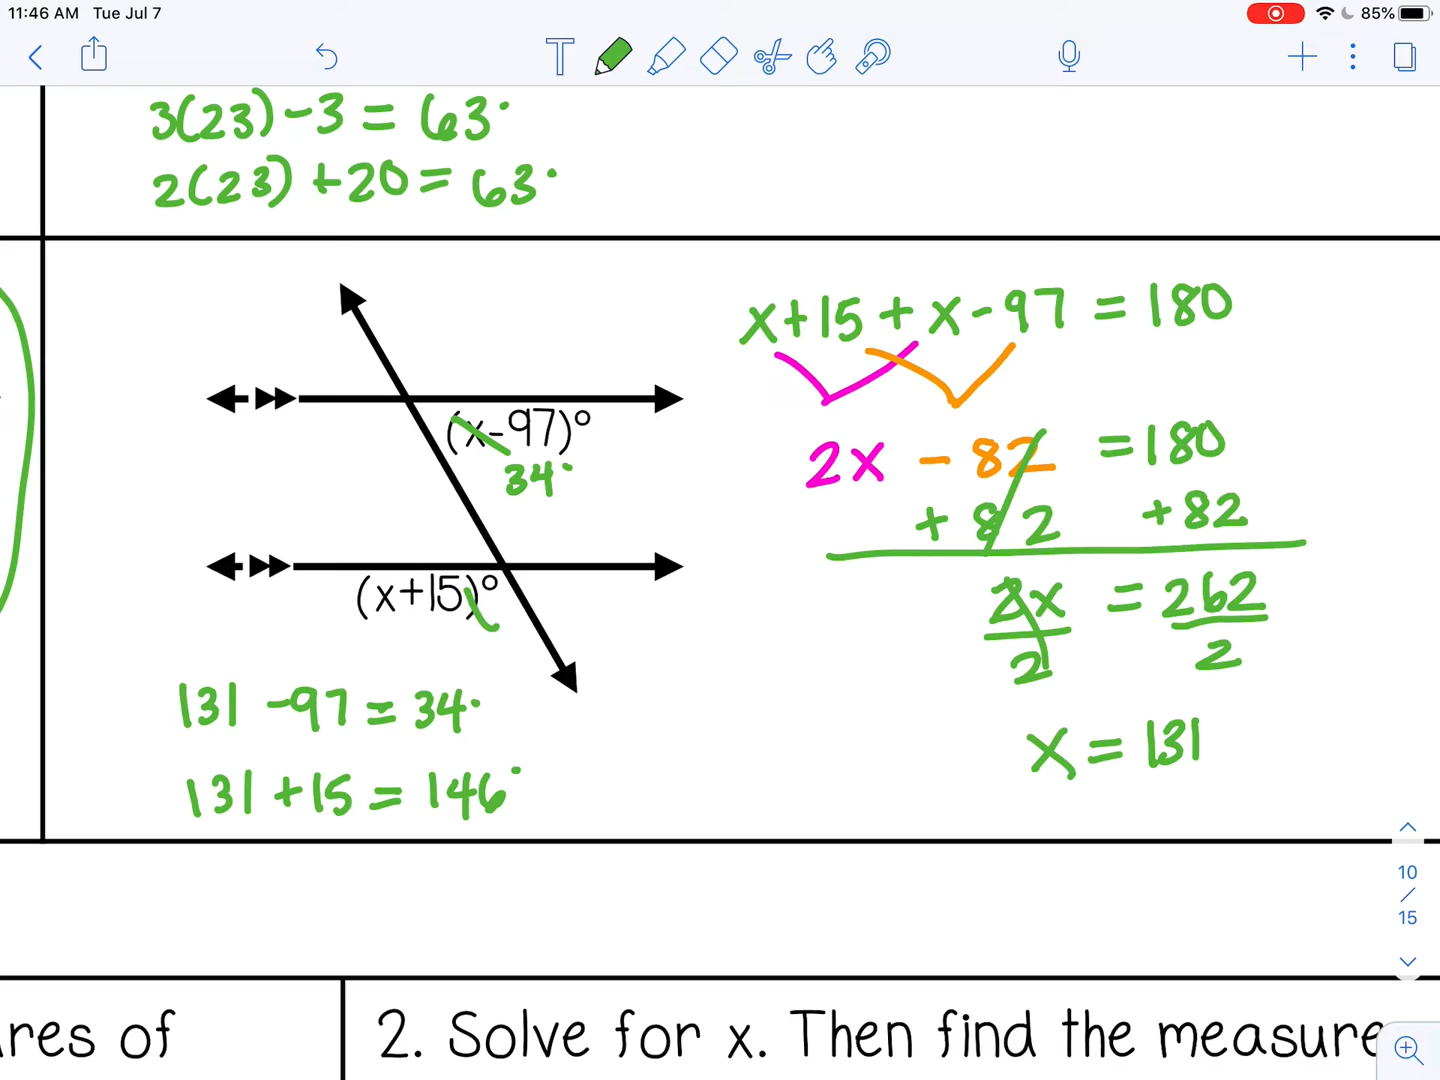 11:46 AM Tue Jul 7
85%
3(23) - 3 = 63°
2(23) + 20 = 63°
x + 15 + x - 97 = 180
(x-97)°
34°
2x - 82 = 180
+ 82 + 82
(x+15)°
2x = 262
2 2
131 - 97 = 34°
x = 131
131 + 15 = 146°
10
/
15
res of
2. Solve for x. Then find the measure